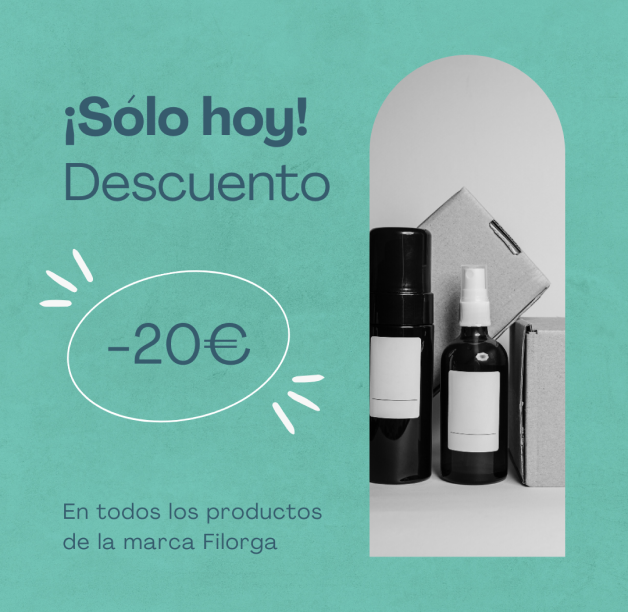 ¡Sólo hoy!
Descuento
-20€
En todos los productos
de la marca Filorga